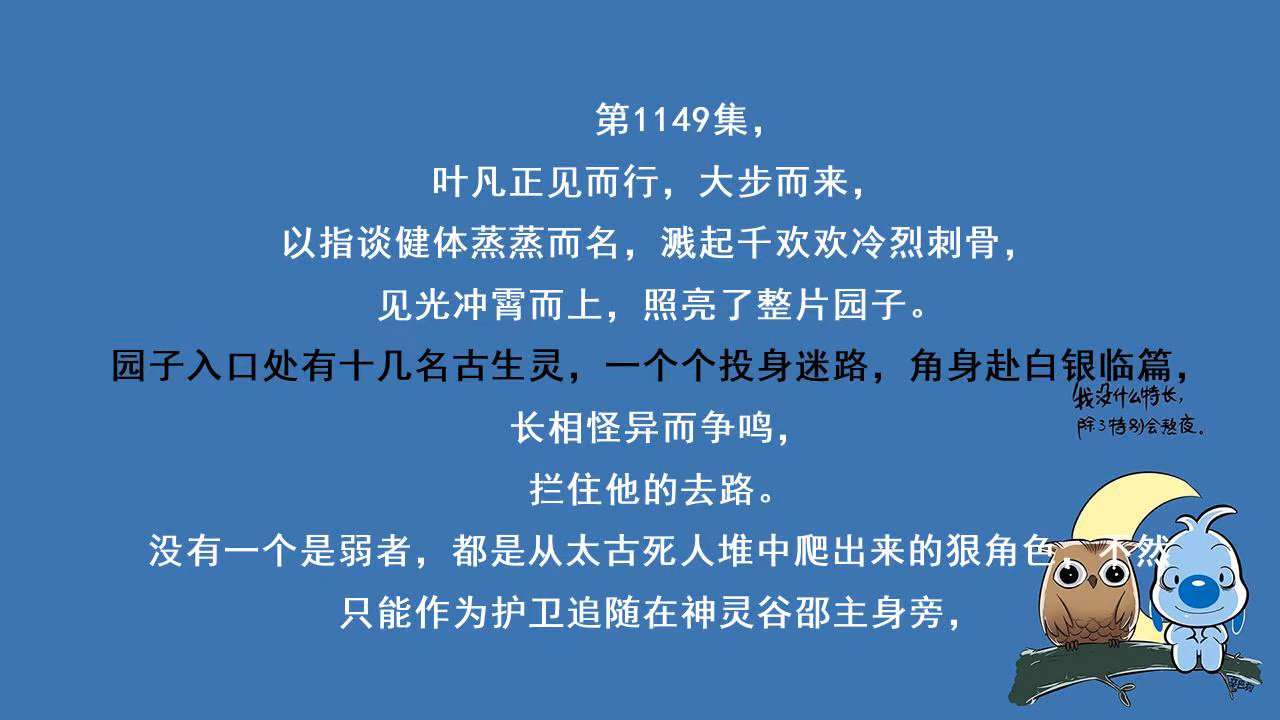 第1149集，
叶凡正见而行，大步而来，
以指谈健体蒸蒸而名，溅起千欢欢冷烈刺骨，
见光冲霄而上，照亮了整片园子。
园子入口处有十几名古生灵，一个个投身迷路，角身赴白银临篇，
我没什么特长，
除了特别会熬夜。
长相怪异而争鸣，
拦住他的去路。
没有一个是弱者，都是从太古死人堆中爬出来的狠角色，不然
只能作为护卫追随在神灵谷邵主身旁，